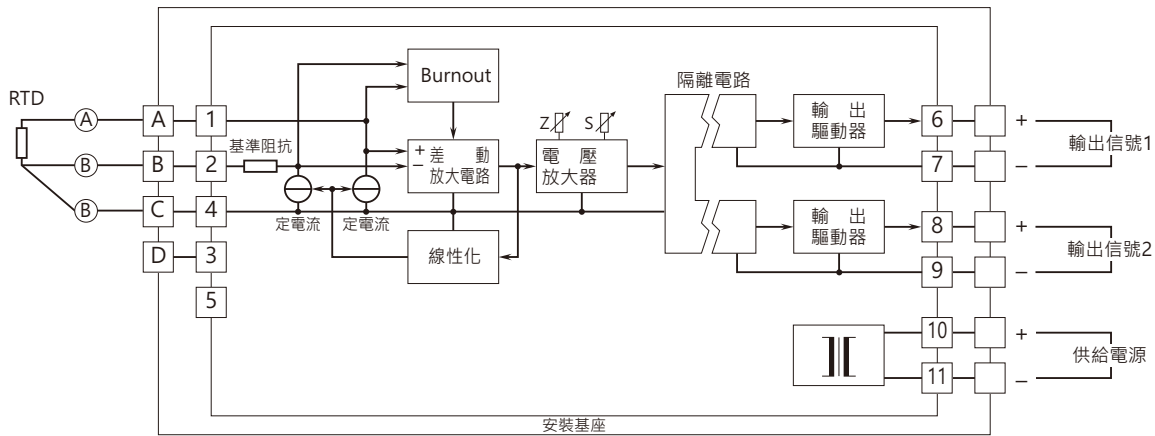 RTD
A
B
B
A
B
C
D
1
2
4
3
5
基準阻抗
定電流
定電流
Burnout
+
−
差動
放大電路
線性化
Z
S
電壓
放大器
隔離電路
輸出
驅動器
輸出
驅動器
6
7
8
9
10
11
+
−
輸出信號1
+
−
輸出信號2
+
−
供給電源
安裝基座